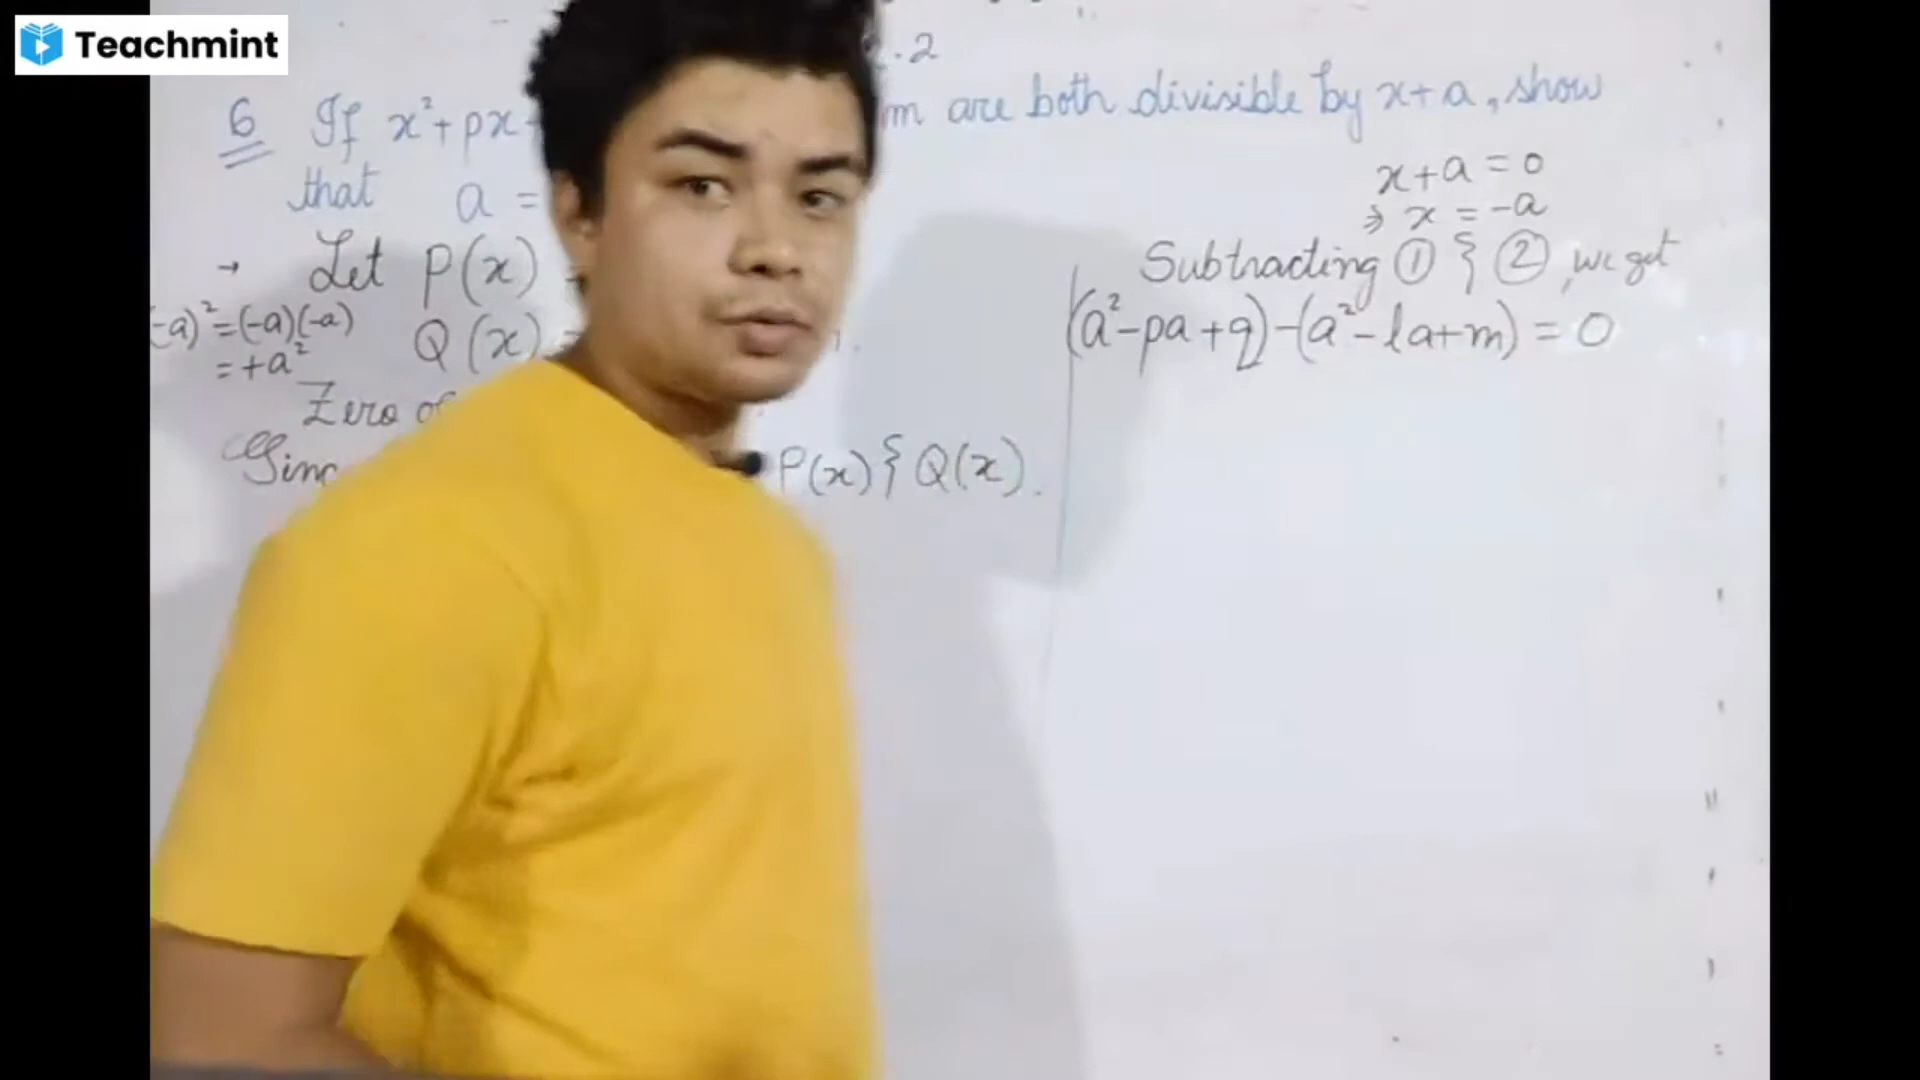 Teachmint
.2
6 If x²+px+ m are both divisible by x+a, show
that a =
x+a = 0
⇒ x = -a
→ Let P(x) =
(-a)²=(-a)(-a)
= +a²
Q(x)
Zero of
P(x) & Q(x).
Subtracting ① & ②, we get
(a²-pa+q)-(a²-la+m) = 0